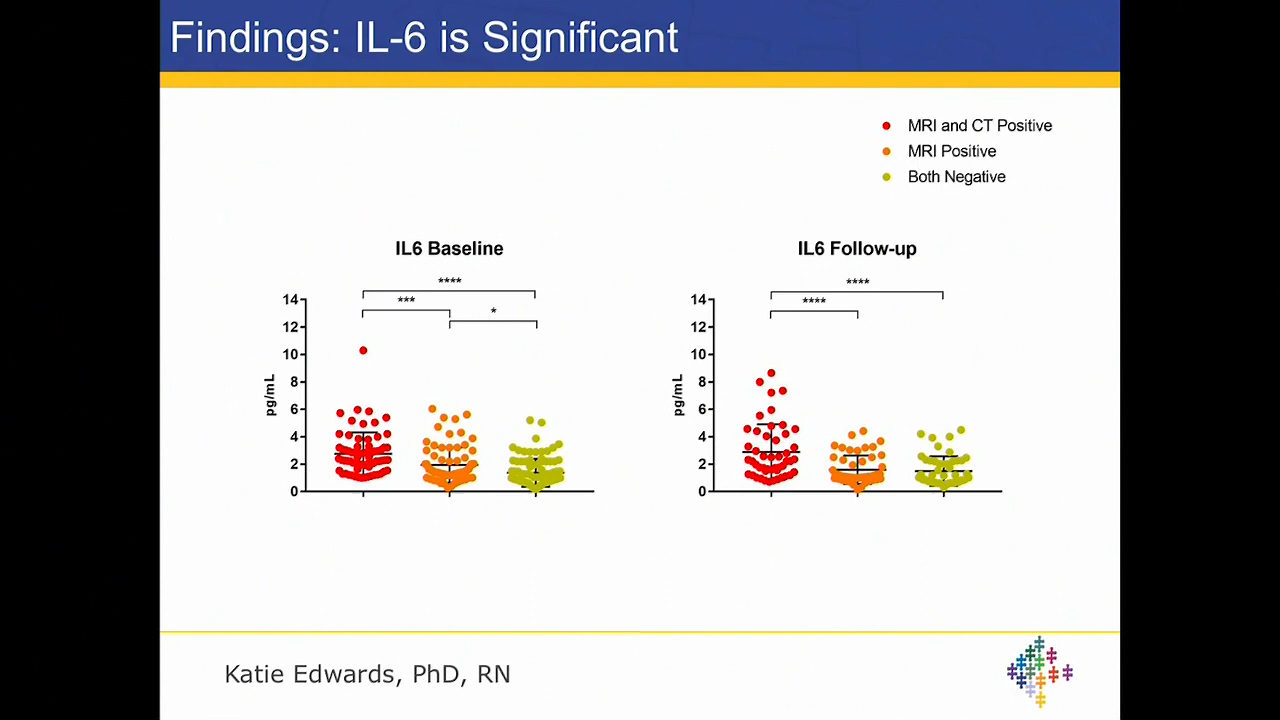 Findings: IL-6 is Significant
MRI and CT Positive
MRI Positive
Both Negative
IL6 Baseline
****
***
*
14
12
10
8
6
4
2
0
pg/mL
IL6 Follow-up
****
****
14
12
10
8
6
4
2
0
pg/mL
Katie Edwards, PhD, RN